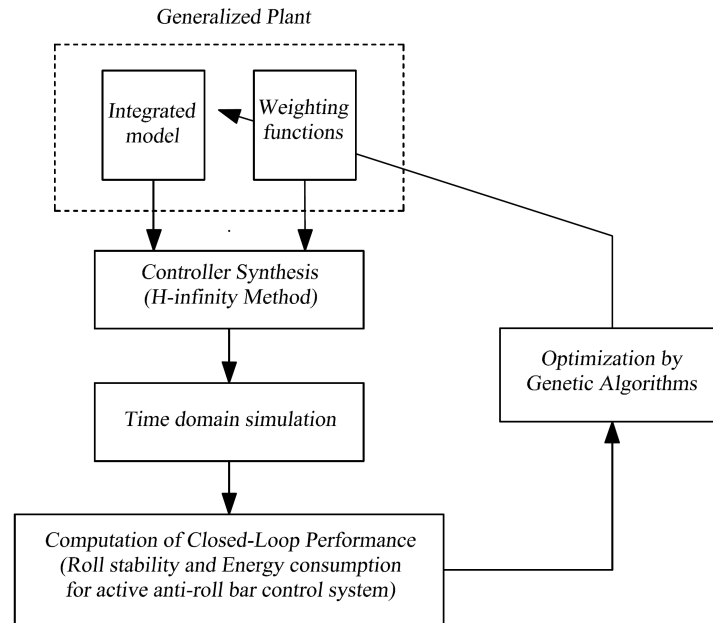 Generalized Plant
Integrated
model
Weighting
functions
Controller Synthesis
(H-infinity Method)
Optimization by
Genetic Algorithms
Time domain simulation
Computation of Closed-Loop Performance
(Roll stability and Energy consumption
for active anti-roll bar control system)